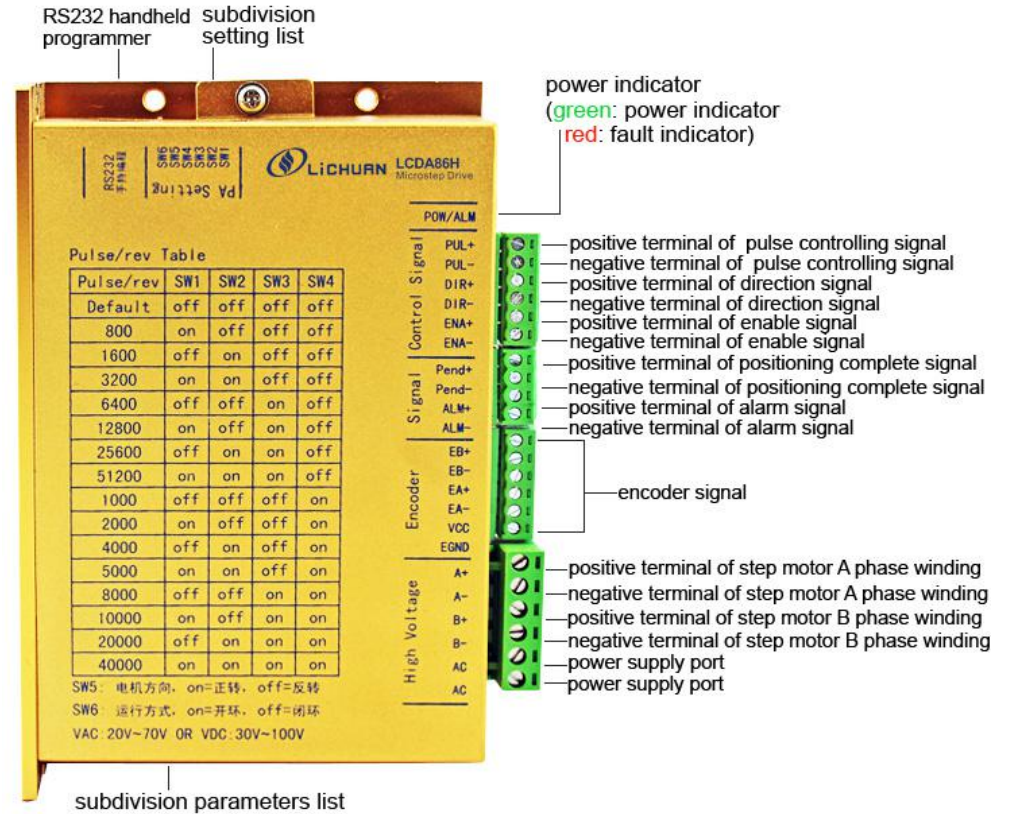 RS232 handheld programmer
subdivision setting list
power indicator
(green: power indicator
red: fault indicator)
RS232
手持编程
SW6
SW5
SW4
SW3
SW2
SW1
PA Setting
LiCHUAN
LCDA86H
Microstep Drive
POW/ALM
Pulse/rev Table
Pulse/rev SW1 SW2 SW3 SW4
Default off off off off
800 on off off off
1600 off on off off
3200 on on off off
6400 off off on off
12800 on off on off
25600 off on on off
51200 on on on off
1000 off off off on
2000 on off off on
4000 off on off on
5000 on on off on
8000 off off on on
10000 on off on on
20000 off on on on
40000 on on on on
SW5: 电机方向, on=正转, off=反转
SW6: 运行方式, on=开环, off=闭环
VAC:20V~70V OR VDC:30V~100V
Control Signal
PUL+
PUL-
DIR+
DIR-
ENA+
ENA-
Signal
Pend+
Pend-
ALM+
ALM-
Encoder
EB+
EB-
EA+
EA-
VCC
EGND
High Voltage
A+
A-
B+
B-
AC
AC
positive terminal of pulse controlling signal
negative terminal of pulse controlling signal
positive terminal of direction signal
negative terminal of direction signal
positive terminal of enable signal
negative terminal of enable signal
positive terminal of positioning complete signal
negative terminal of positioning complete signal
positive terminal of alarm signal
negative terminal of alarm signal
encoder signal
positive terminal of step motor A phase winding
negative terminal of step motor A phase winding
positive terminal of step motor B phase winding
negative terminal of step motor B phase winding
power supply port
power supply port
subdivision parameters list